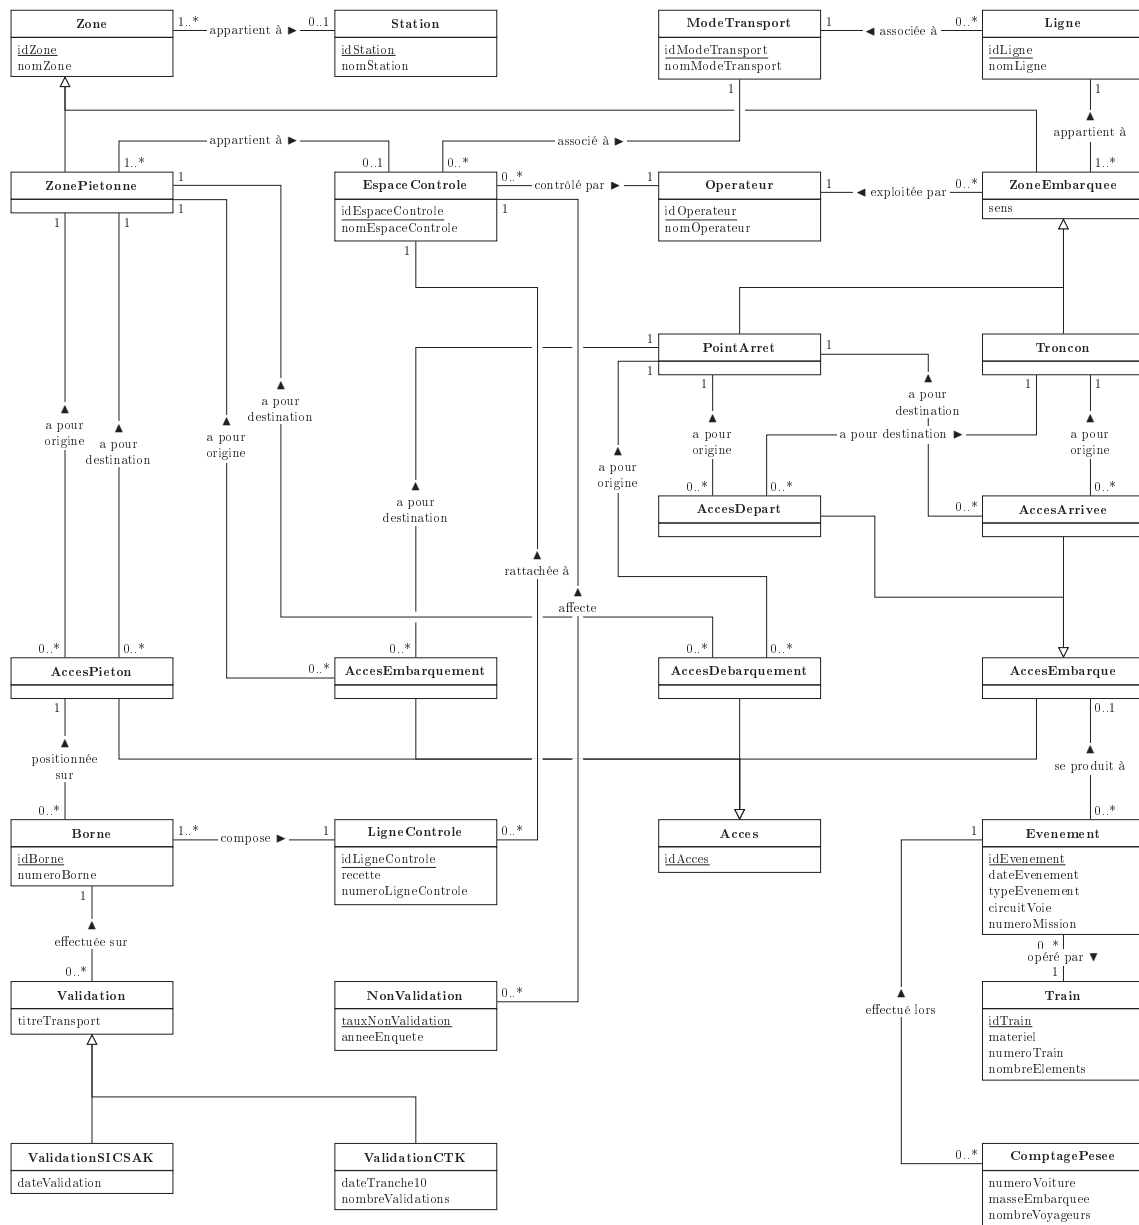 Zone
idZone
nomZone
1..*
appartient à ►
0..1
Station
idStation
nomStation
ModeTransport
idModeTransport
nomModeTransport
1
◄ associée à
0..*
Ligne
idLigne
nomLigne
1
1
appartient à ►
associé à ►
▲
appartient à
1..*
0..1
0..*
1..*
ZonePietonne
1
1
1
1
EspaceControle
idEspaceControle
nomEspaceControle
0..*
contrôlé par ►
1
1
1
Operateur
idOperateur
nomOperateur
1
◄ exploitée par
0..*
ZoneEmbarquee
sens
PointArret
1
1
1
1
Troncon
1
1
▲
a pour
origine
▲
a pour
destination
▲
a pour
origine
▲
a pour
destination
▲
a pour
destination
▲
a pour
origine
▲
a pour
origine
▲
a pour
destination
a pour destination ►
▲
a pour
origine
0..*
0..*
0..*
0..*
AccesDepart
AccesArrivee
▲
rattachée à
▲
affecte
0..*
0..*
0..*
0..*
0..*
0..*
AccesPieton
AccesEmbarquement
AccesDebarquement
AccesEmbarque
1
0..1
▲
positionnée
sur
▲
se produit à
0..*
0..*
Borne
idBorne
numeroBorne
1..*
compose ►
1
LigneControle
idLigneControle
recette
numeroLigneControle
0..*
Acces
idAcces
1
Evenement
idEvenement
dateEvenement
typeEvenement
circuitVoie
numeroMission
1
▲
effectuée sur
0..*
0..*
opéré par ▼
1
Validation
titreTransport
NonValidation
tauxNonValidation
anneeEnquete
0..*
Train
idTrain
materiel
numeroTrain
nombreElements
▲
effectué lors
ValidationSICSAK
dateValidation
ValidationCTK
dateTranche10
nombreValidations
0..*
ComptagePesee
numeroVoiture
masseEmbarquee
nombreVoyageurs